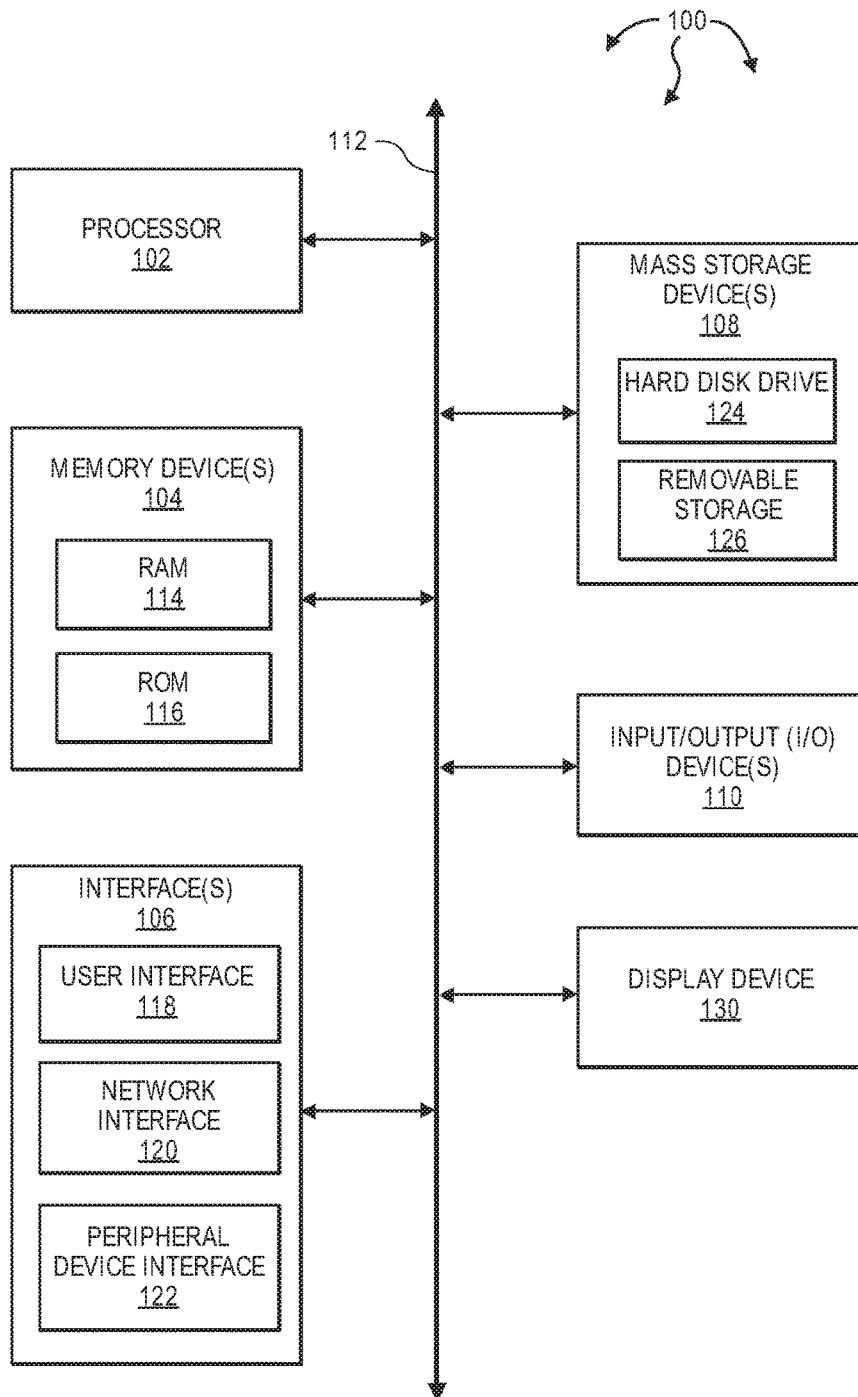 100
112
PROCESSOR
102
MASS STORAGE
DEVICE(S)
108
HARD DISK DRIVE
124
REMOVABLE
STORAGE
126
MEMORY DEVICE(S)
104
RAM
114
ROM
116
INPUT/OUTPUT (I/O)
DEVICE(S)
110
INTERFACE(S)
106
USER INTERFACE
118
NETWORK
INTERFACE
120
PERIPHERAL
DEVICE INTERFACE
122
DISPLAY DEVICE
130